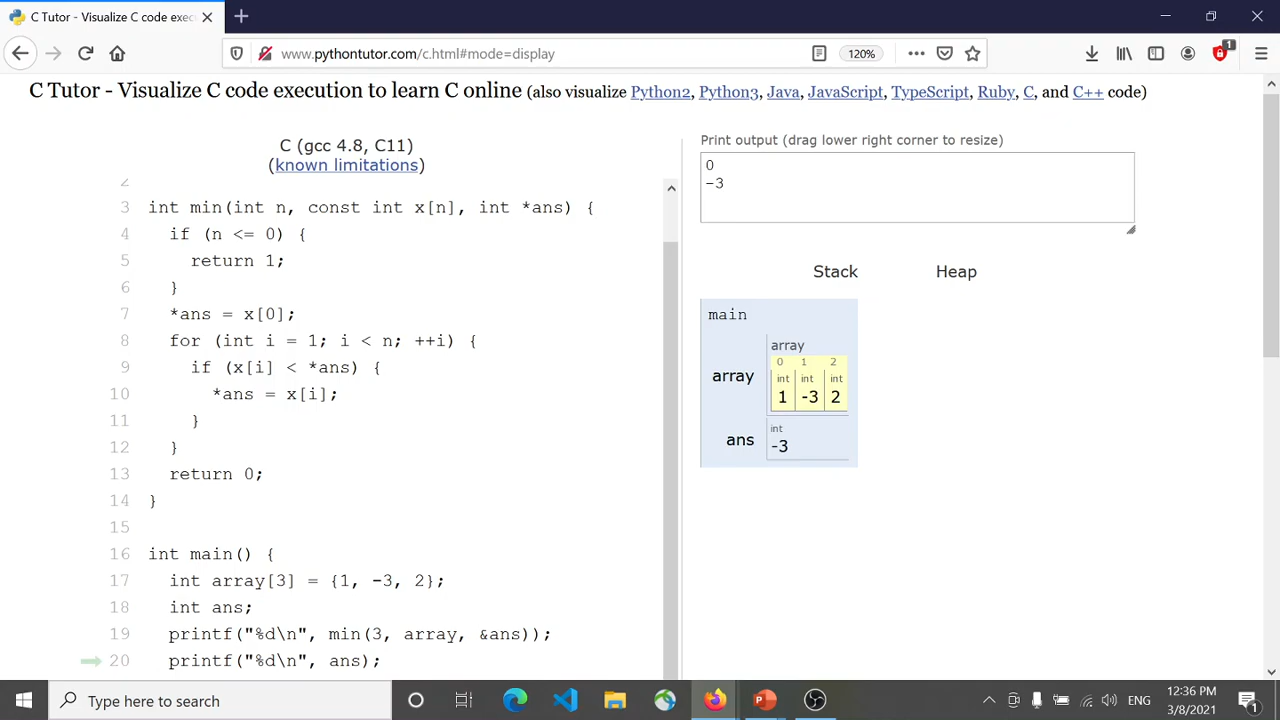 C Tutor - Visualize C code exec
www.pythontutor.com/c.html#mode=display
120%
1
C Tutor - Visualize C code execution to learn C online (also visualize Python2, Python3, Java, JavaScript, TypeScript, Ruby, C, and C++ code)
C (gcc 4.8, C11)
(known limitations)
2
3 int min(int n, const int x[n], int *ans) {
4 if (n <= 0) {
5 return 1;
6 }
7 *ans = x[0];
8 for (int i = 1; i < n; ++i) {
9 if (x[i] < *ans) {
10 *ans = x[i];
11 }
12 }
13 return 0;
14 }
15
16 int main() {
17 int array[3] = {1, -3, 2};
18 int ans;
19 printf("%d\n", min(3, array, &ans));
20 printf("%d\n", ans);
Print output (drag lower right corner to resize)
0
-3
Stack Heap
main
array
0 1 2
int int int
array 1 -3 2
int
ans -3
Type here to search
ENG
12:36 PM
3/8/2021
1